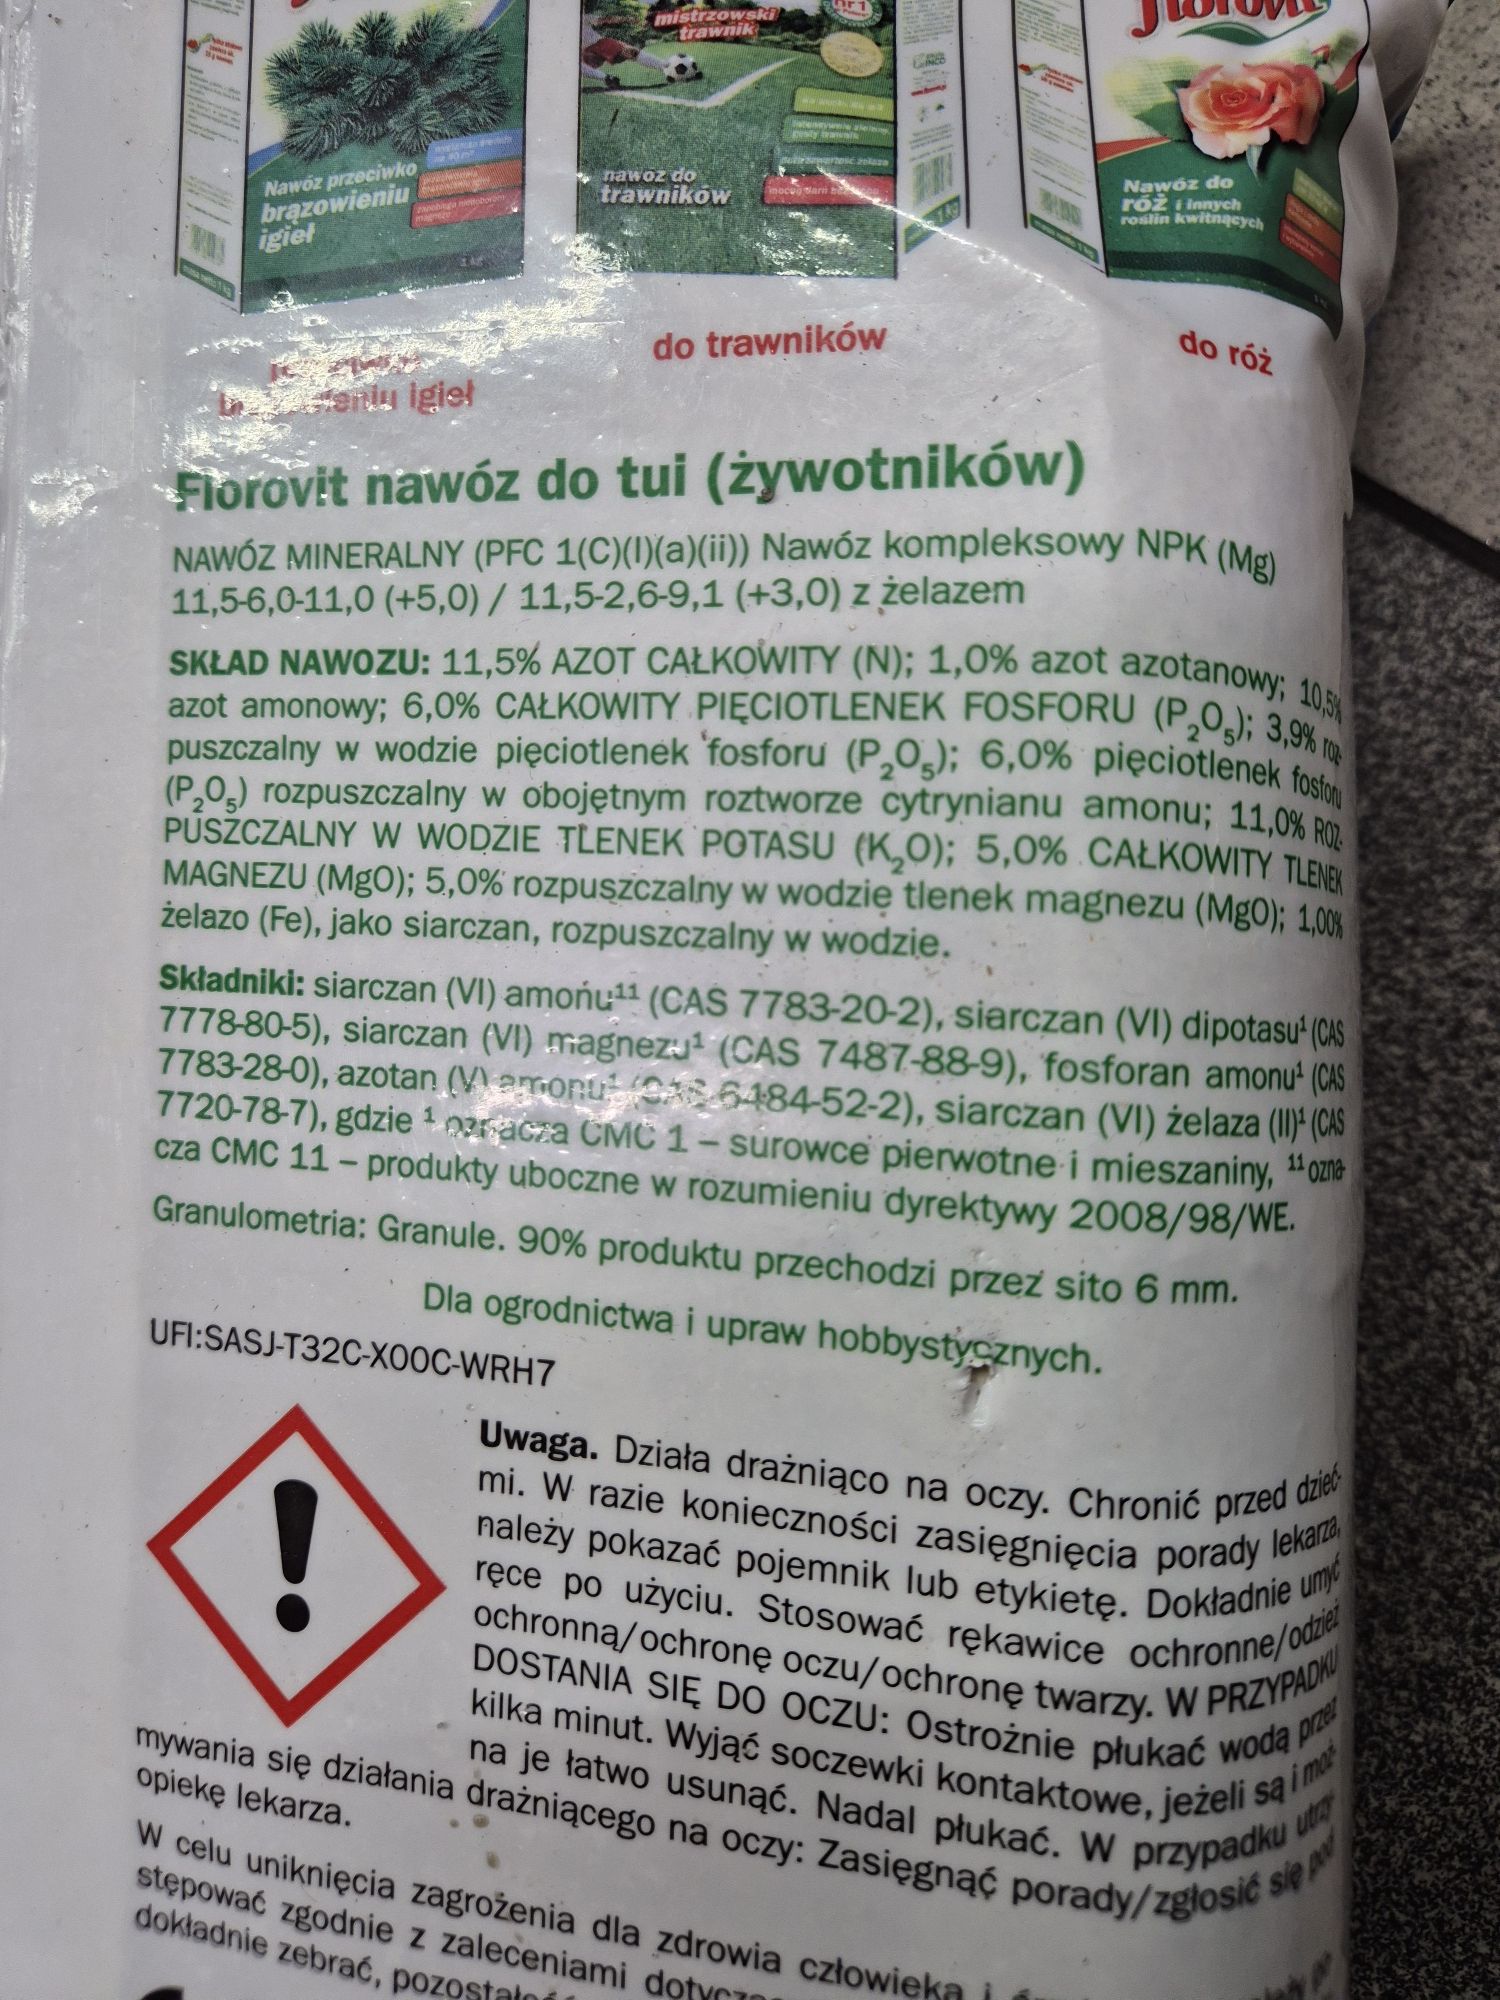 Florovit
mistrzowski
trawnik
nr 1
Nawóz przeciwko
brązowieniu
igieł
nawóz do
trawników
Nawóz do
róż i innych
roślin kwitnących
igieł
do trawników
do róż
Florovit nawóz do tui (żywotników)
NAWÓZ MINERALNY (PFC 1(C)(I)(a)(ii)) Nawóz kompleksowy NPK (Mg)
11,5-6,0-11,0 (+5,0) / 11,5-2,6-9,1 (+3,0) z żelazem
SKŁAD NAWOZU: 11,5% AZOT CAŁKOWITY (N); 1,0% azot azotanowy; 10,5%
azot amonowy; 6,0% CAŁKOWITY PIĘCIOTLENEK FOSFORU (P₂O₅); 3,9% roz-
puszczalny w wodzie pięciotlenek fosforu (P₂O₅); 6,0% pięciotlenek fosforu
(P₂O₅) rozpuszczalny w obojętnym roztworze cytrynianu amonu; 11,0% ROZ-
PUSZCZALNY W WODZIE TLENEK POTASU (K₂O); 5,0% CAŁKOWITY TLENEK
MAGNEZU (MgO); 5,0% rozpuszczalny w wodzie tlenek magnezu (MgO); 1,00%
żelazo (Fe), jako siarczan, rozpuszczalny w wodzie.
Składniki: siarczan (VI) amonu¹¹ (CAS 7783-20-2), siarczan (VI) dipotasu¹ (CAS
7778-80-5), siarczan (VI) magnezu¹ (CAS 7487-88-9), fosforan amonu¹ (CAS
7783-28-0), azotan (V) amonu¹ (CAS 6484-52-2), siarczan (VI) żelaza (II)¹ (CAS
7720-78-7), gdzie ¹ oznacza CMC 1 – surowce pierwotne i mieszaniny, ¹¹ ozna-
cza CMC 11 – produkty uboczne w rozumieniu dyrektywy 2008/98/WE.
Granulometria: Granule. 90% produktu przechodzi przez sito 6 mm.
Dla ogrodnictwa i upraw hobbystycznych.
UFI:SASJ-T32C-X00C-WRH7
Uwaga. Działa drażniąco na oczy. Chronić przed dzieć-
mi. W razie konieczności zasięgnięcia porady lekarza,
należy pokazać pojemnik lub etykietę. Dokładnie umyć
ręce po użyciu. Stosować rękawice ochronne/odzież
ochronną/ochronę oczu/ochronę twarzy. W PRZYPADKU
DOSTANIA SIĘ DO OCZU: Ostrożnie płukać wodą przez
kilka minut. Wyjąć soczewki kontaktowe, jeżeli są i moż-
na je łatwo usunąć. Nadal płukać. W przypadku utrzy-
mywania się działania drażniącego na oczy: Zasięgnąć porady/zgłosić się pod
opiekę lekarza.
W celu uniknięcia zagrożenia dla zdrowia człowieka i
stępować zgodnie z zaleceniami
dokładnie zebrać,